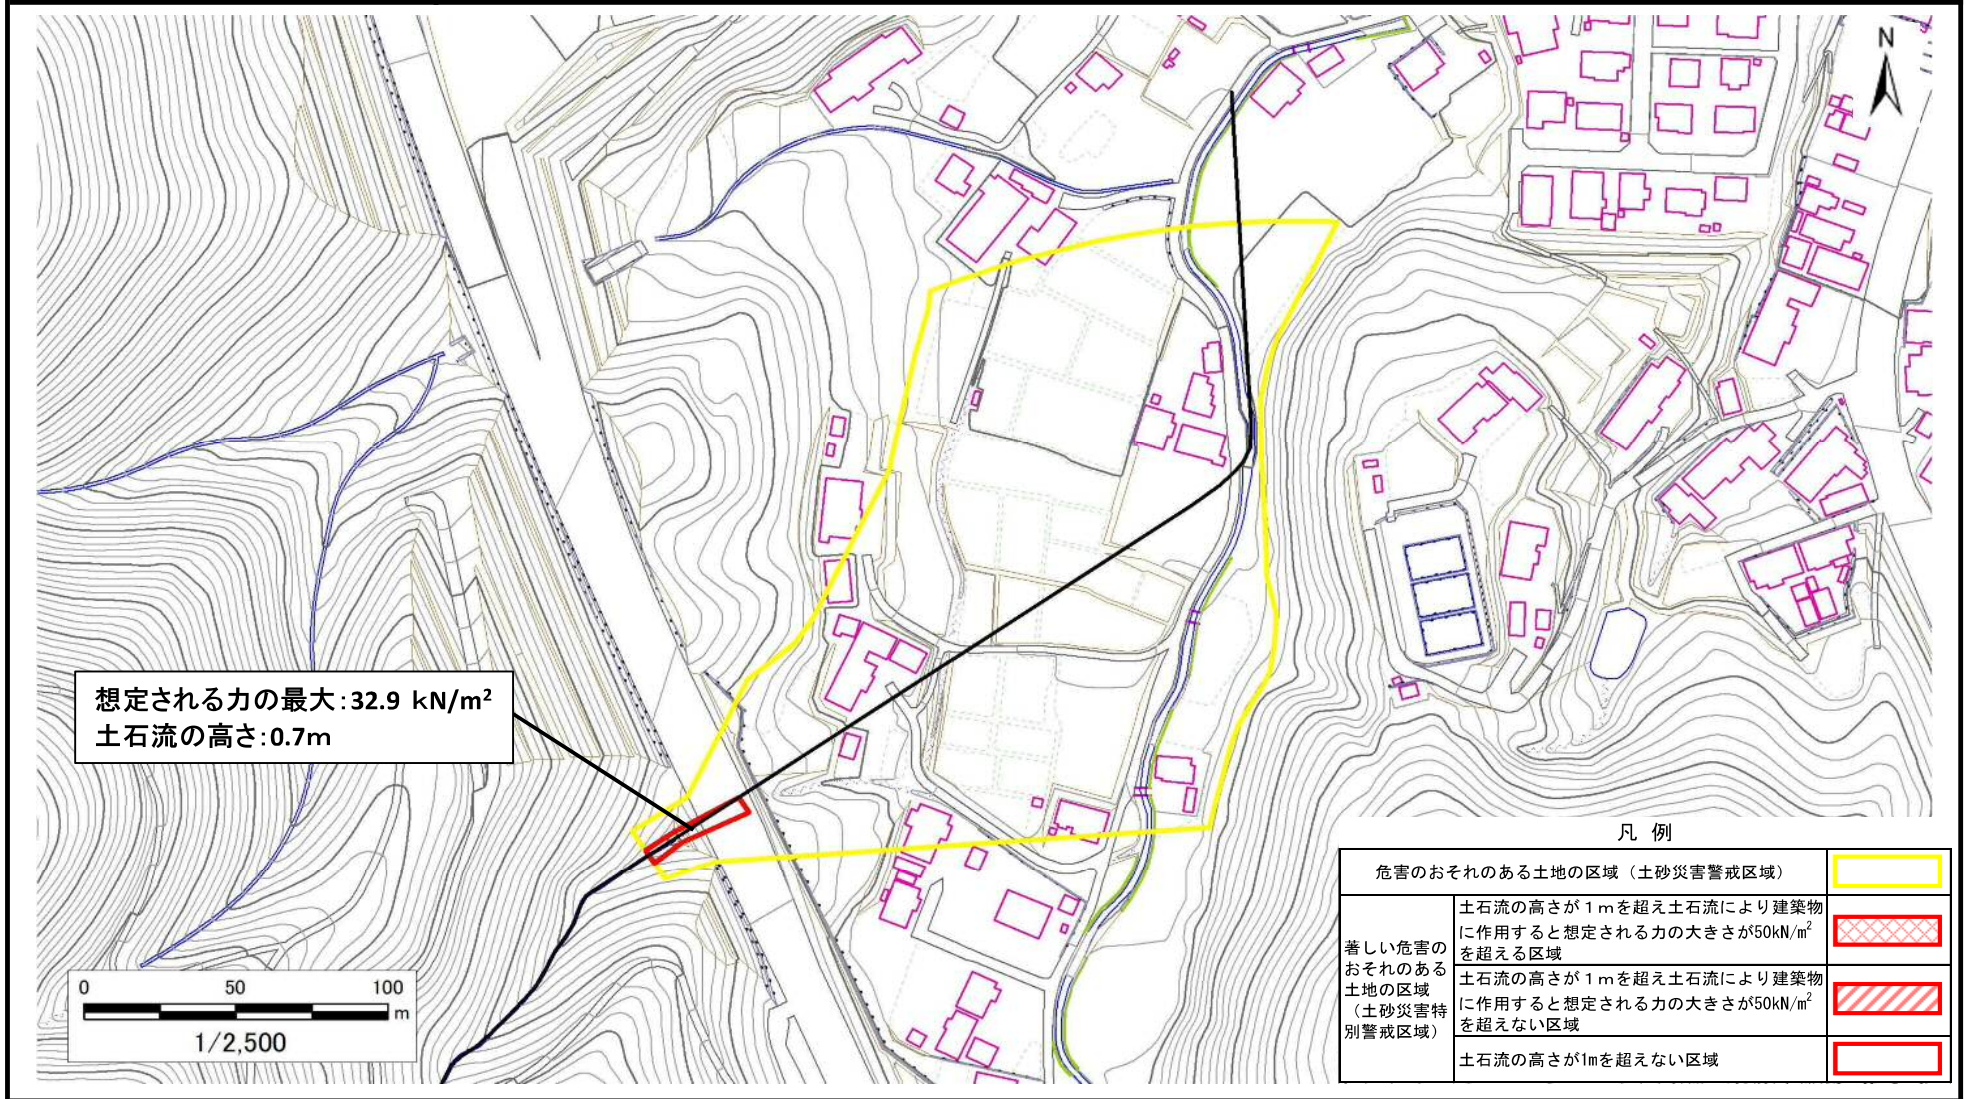 N
想定される力の最大:32.9 kN/m²
土石流の高さ:0.7m
0 50 100
m
1/2,500
凡 例
危害のおそれのある土地の区域（土砂災害警戒区域）
著しい危害の
おそれのある
土地の区域
（土砂災害特
別警戒区域）
土石流の高さが１ｍを超え土石流により建築物
に作用すると想定される力の大きさが50kN/m²
を超える区域
土石流の高さが１ｍを超え土石流により建築物
に作用すると想定される力の大きさが50kN/m²
を超えない区域
土石流の高さが1mを超えない区域